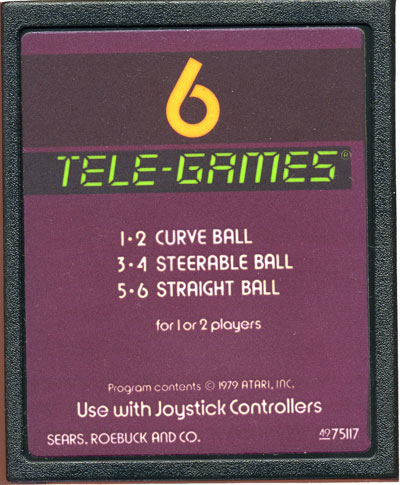 6
TELE-GAMES®
1•2 CURVE BALL
3•4 STEERABLE BALL
5•6 STRAIGHT BALL
for 1 or 2 players
Program contents © 1979 ATARI, INC.
Use with Joystick Controllers
SEARS, ROEBUCK AND CO. 49 75117